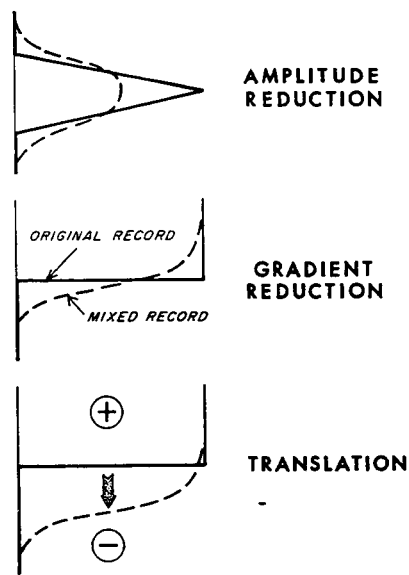 AMPLITUDE
REDUCTION
ORIGINAL RECORD
GRADIENT
REDUCTION
MIXED RECORD
+
TRANSLATION
−